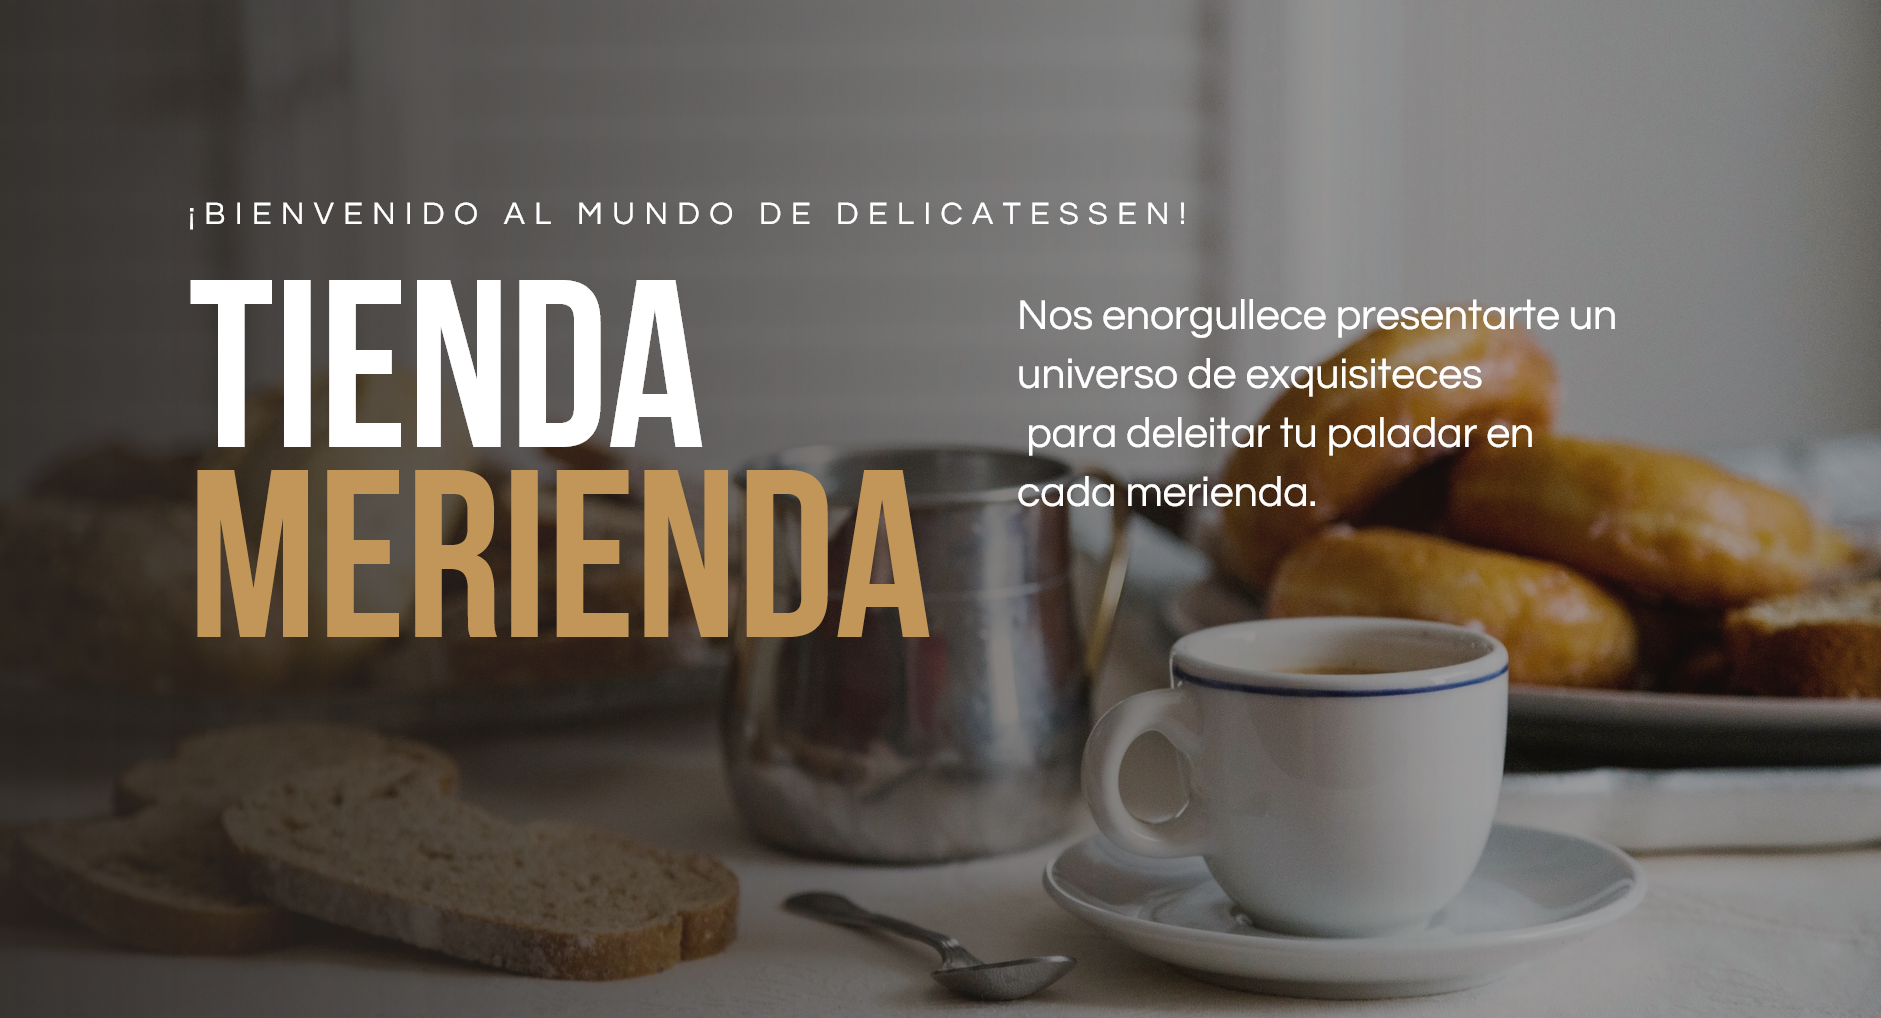 ¡BIENVENIDO AL MUNDO DE DELICATESSEN!
TIENDA
MERIENDA
Nos enorgullece presentarte un
universo de exquisiteces
para deleitar tu paladar en
cada merienda.